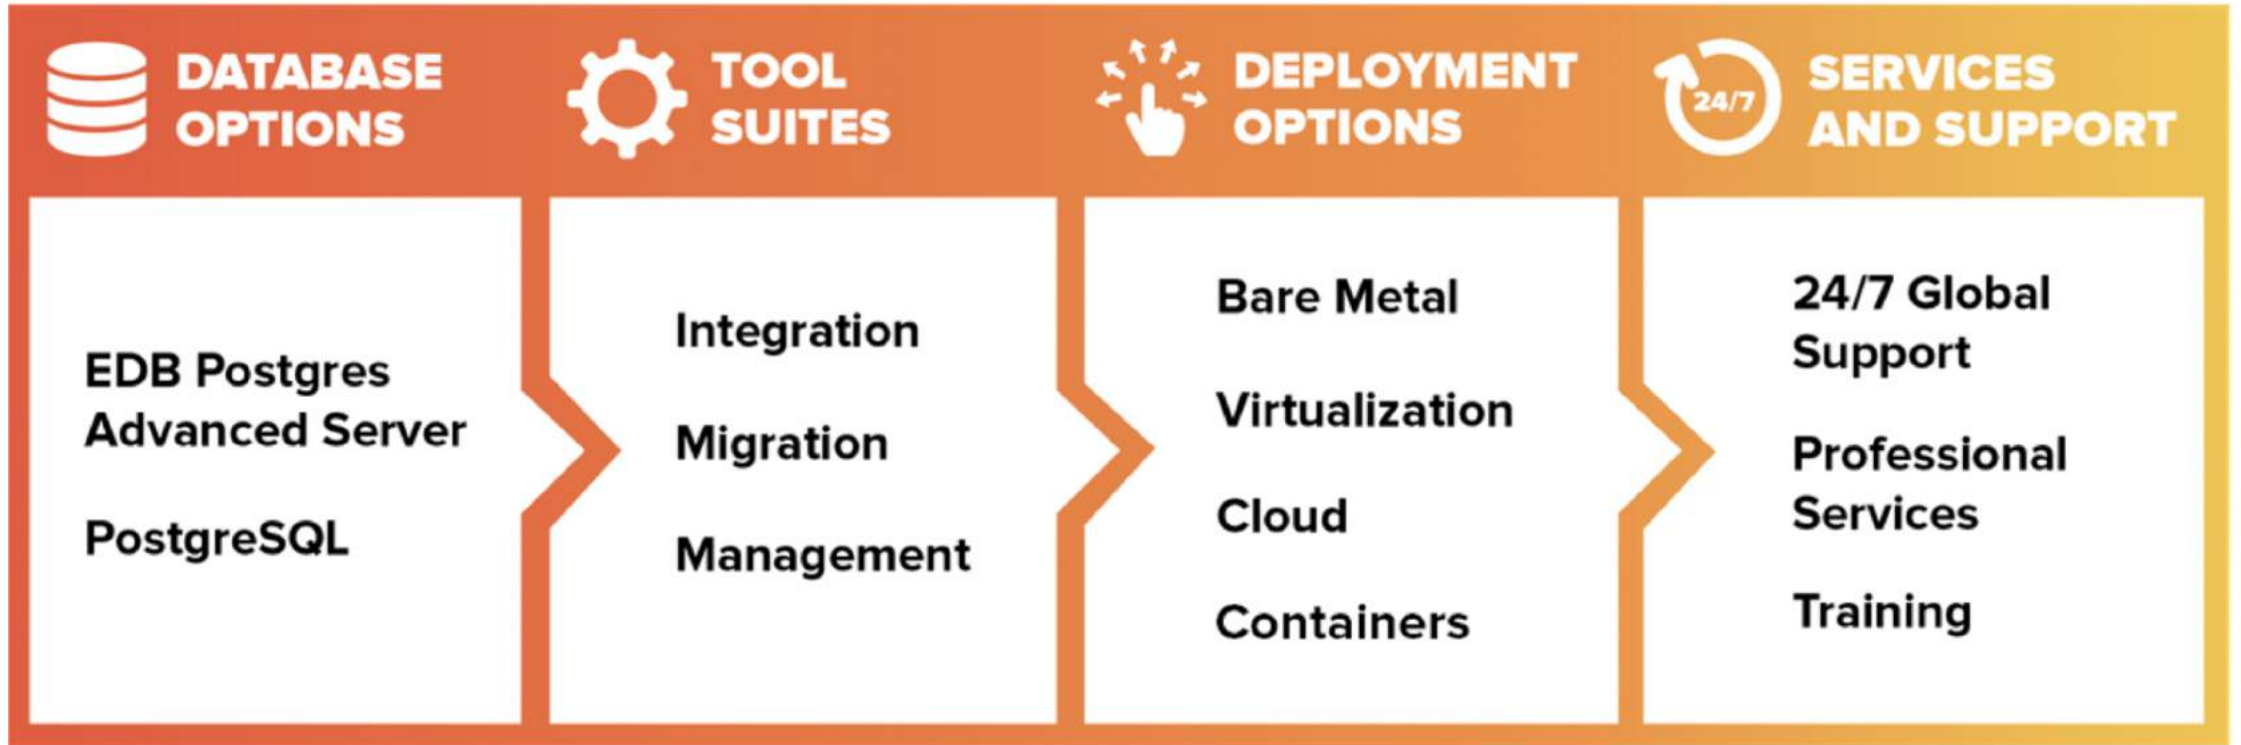 DATABASE
OPTIONS
EDB Postgres
Advanced Server
PostgreSQL
TOOL
SUITES
Integration
Migration
Management
DEPLOYMENT
OPTIONS
Bare Metal
Virtualization
Cloud
Containers
24/7
SERVICES
AND SUPPORT
24/7 Global
Support
Professional
Services
Training